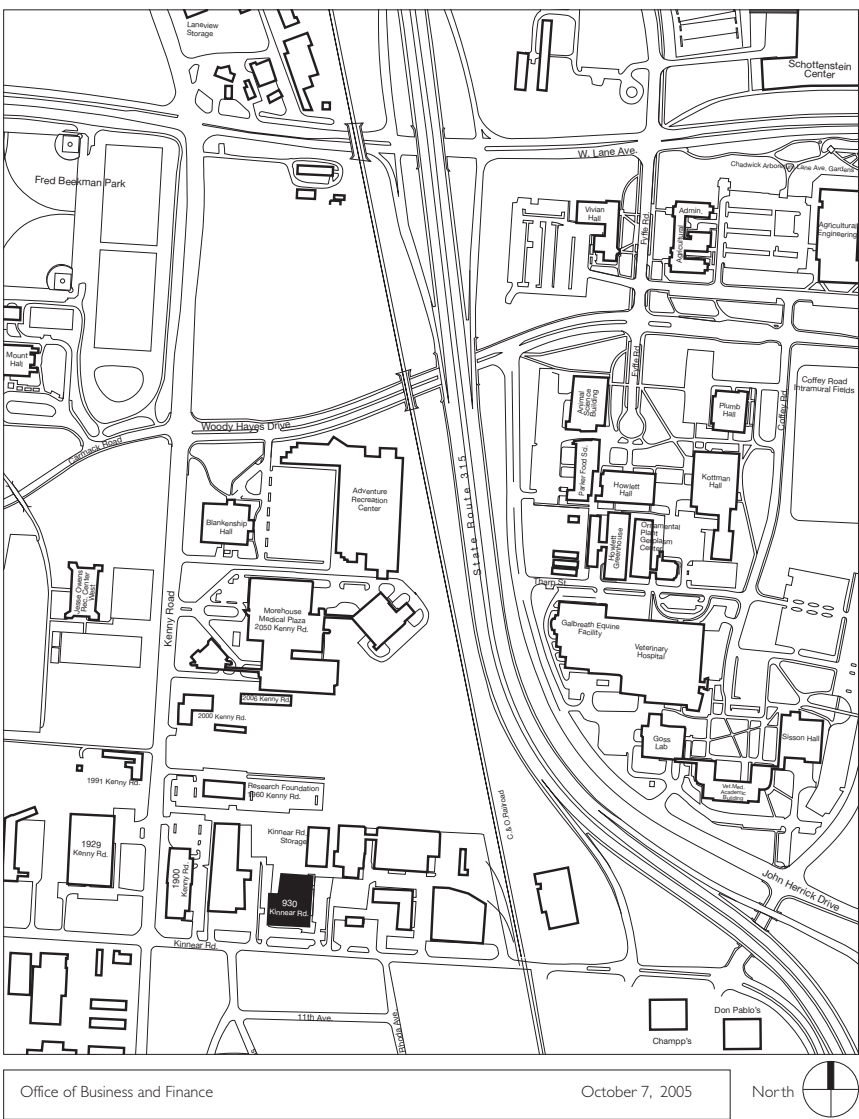 Laneview
Storage
Schottenstein
Center
W. Lane Ave.
Chadwick Arboretum Lane Ave. Gardens
Fred Beekman Park
Vivian
Hall
Fyffe Rd.
Agricultural
Admin.
Agricultural
Engineering
Mount
Hall
Fyffe Rd.
Coffey Road
Intramural Fields
Coffey Rd.
Animal
Science
Building
Plumb
Hall
Woody Hayes Drive
Carmack Road
State Route 315
Parker Food Sci.
Howlett
Hall
Kottman
Hall
Adventure
Recreation
Center
Blankenship
Hall
Howlett
Greenhouse
Ornamental
Plant
Germplasm
Center
Tharp St.
Jesse Owens
Rec. Center
West
Kenny Road
Morehouse
Medical Plaza
2050 Kenny Rd.
Galbreath Equine
Facility
Veterinary
Hospital
2006 Kenny Rd.
2000 Kenny Rd.
Goss
Lab
Sisson Hall
1991 Kenny Rd.
Research Foundation
1960 Kenny Rd.
Vet.Med.
Academic
Building
C. & O. Railroad
Kinnear Rd.
Storage
1929
Kenny Rd.
1900
Kenny Rd.
930
Kinnear Rd.
John Herrick Drive
Kinnear Rd.
11th Ave.
Rhoda Ave
Don Pablo's
Champp's
Office of Business and Finance
October 7, 2005
North